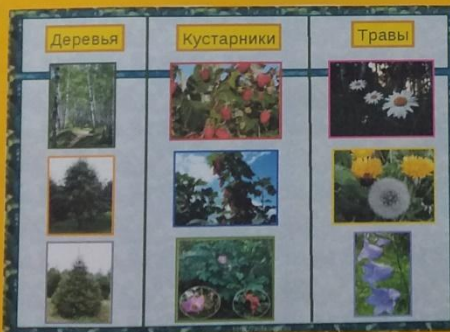 Деревья
Кустарники
Травы